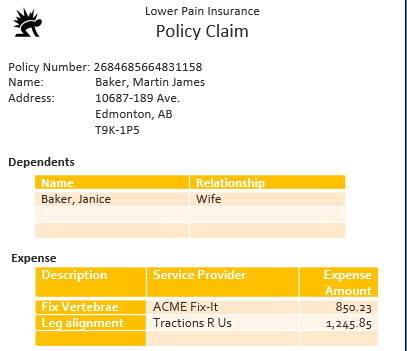 Lower Pain Insurance
Policy Claim
Policy Number: 2684685664831158
Name: Baker, Martin James
Address: 10687-189 Ave.
Edmonton, AB
T9K-1P5
Dependents
Name Relationship
Baker, Janice Wife
Expense
Description Service Provider Expense Amount
Fix Vertebrae ACME Fix-It 850.23
Leg alignment Tractions R Us 1,245.85